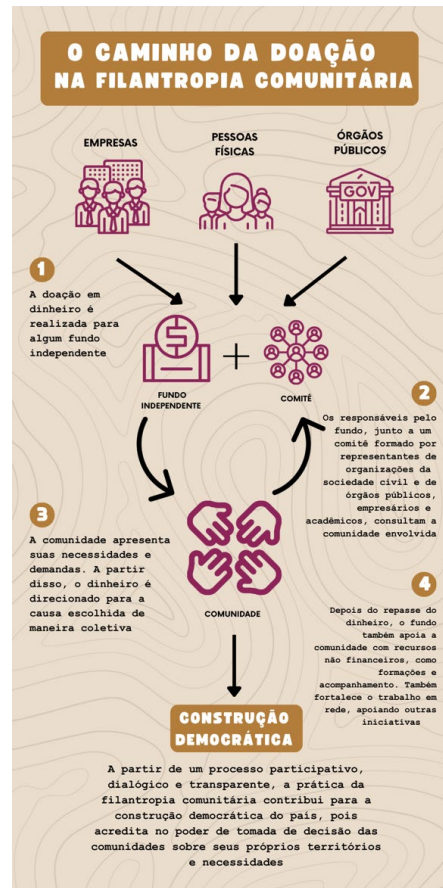 O CAMINHO DA DOAÇÃO
NA FILANTROPIA COMUNITÁRIA
EMPRESAS
PESSOAS
FÍSICAS
ÓRGÃOS
PÚBLICOS
GOV
1
A doação em
dinheiro é
realizada para
algum fundo
independente
$
+
FUNDO
INDEPENDENTE
COMITÊ
2
Os responsáveis pelo
fundo, junto a um
comitê formado por
representantes de
organizações da
sociedade civil e de
órgãos públicos,
empresários e
acadêmicos, consultam a
comunidade envolvida
3
A comunidade apresenta
suas necessidades e
demandas. A partir
disso, o dinheiro é
direcionado para a
causa escolhida de
maneira coletiva
COMUNIDADE
4
Depois do repasse do
dinheiro, o fundo
também apoia a
comunidade com recursos
não financeiros, como
formações e
acompanhamento. Também
fortalece o trabalho em
rede, apoiando outras
iniciativas
CONSTRUÇÃO
DEMOCRÁTICA
A partir de um processo participativo,
dialógico e transparente, a prática da
filantropia comunitária contribui para a
construção democrática do país, pois
acredita no poder de tomada de decisão das
comunidades sobre seus próprios territórios
e necessidades